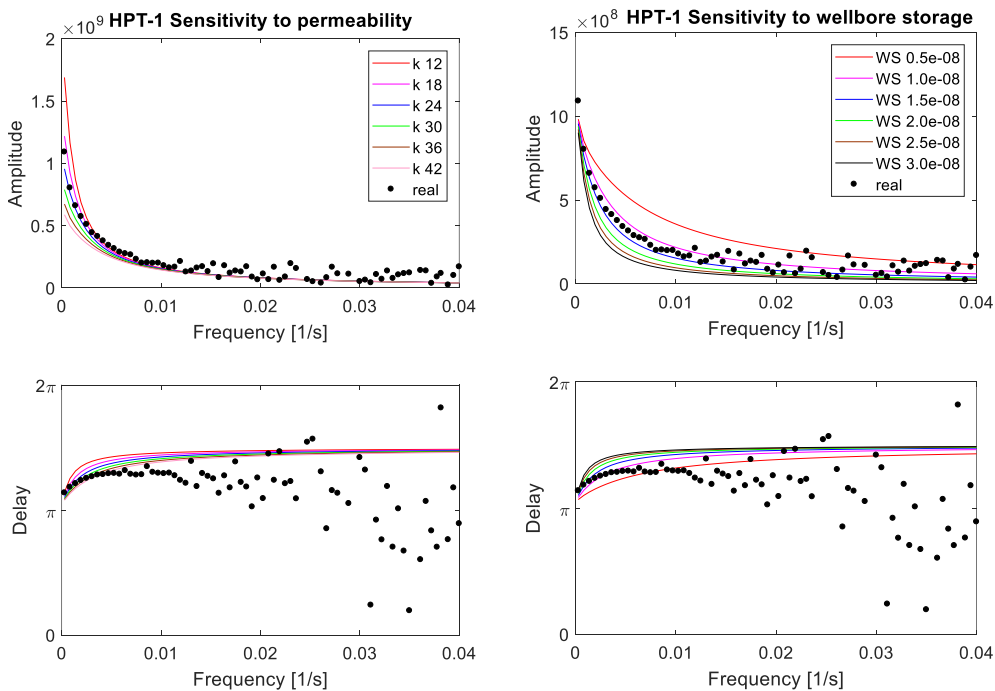 HPT-1 Sensitivity to permeability
×10⁹
2
1.5
1
0.5
0
Amplitude
k 12
k 18
k 24
k 30
k 36
k 42
real
0 0.01 0.02 0.03 0.04
Frequency [1/s]
HPT-1 Sensitivity to wellbore storage
×10⁸
15
10
5
0
Amplitude
WS 0.5e-08
WS 1.0e-08
WS 1.5e-08
WS 2.0e-08
WS 2.5e-08
WS 3.0e-08
real
0 0.01 0.02 0.03 0.04
Frequency [1/s]
2π
π
0
Delay
0 0.01 0.02 0.03 0.04
Frequency [1/s]
2π
π
0
Delay
0 0.01 0.02 0.03 0.04
Frequency [1/s]